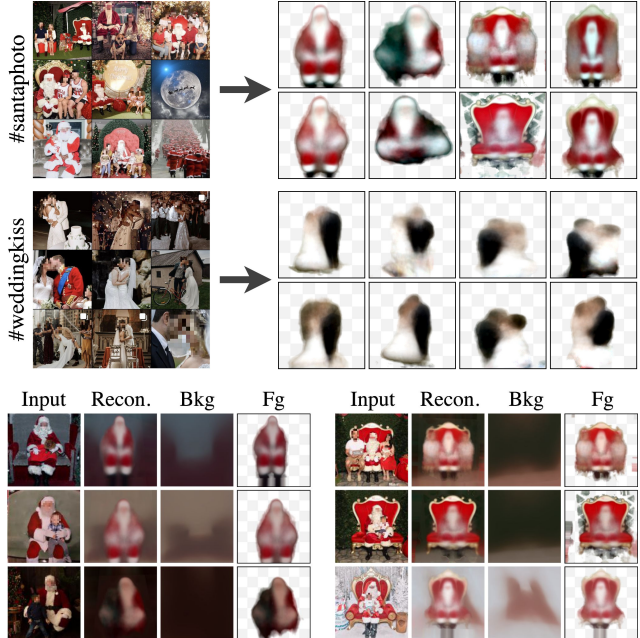 #santaphoto
#weddingkiss
Input Recon. Bkg Fg
Input Recon. Bkg Fg